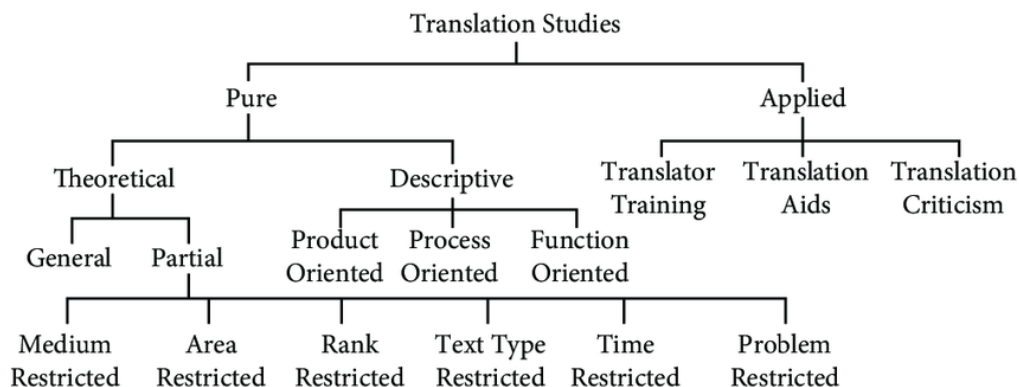 Translation Studies
Pure
Applied
Theoretical
Descriptive
Translator
Training
Translation
Aids
Translation
Criticism
General
Partial
Product
Oriented
Process
Oriented
Function
Oriented
Medium
Restricted
Area
Restricted
Rank
Restricted
Text Type
Restricted
Time
Restricted
Problem
Restricted